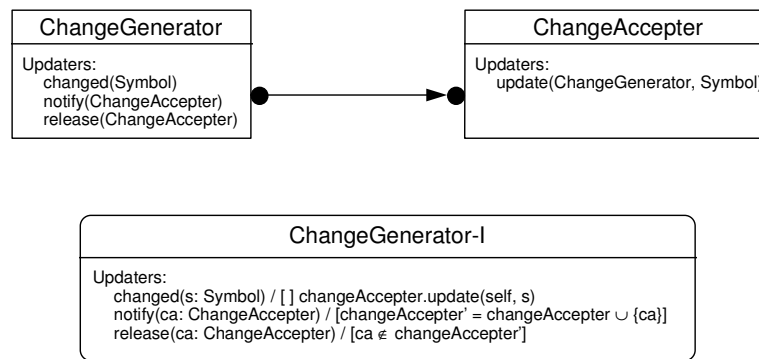 ChangeGenerator
Updaters:
changed(Symbol)
notify(ChangeAccepter)
release(ChangeAccepter)
ChangeAccepter
Updaters:
update(ChangeGenerator, Symbol)
ChangeGenerator-I
Updaters:
changed(s: Symbol) / [ ] changeAccepter.update(self, s)
notify(ca: ChangeAccepter) / [changeAccepter' = changeAccepter ∪ {ca}]
release(ca: ChangeAccepter) / [ca ∉ changeAccepter']